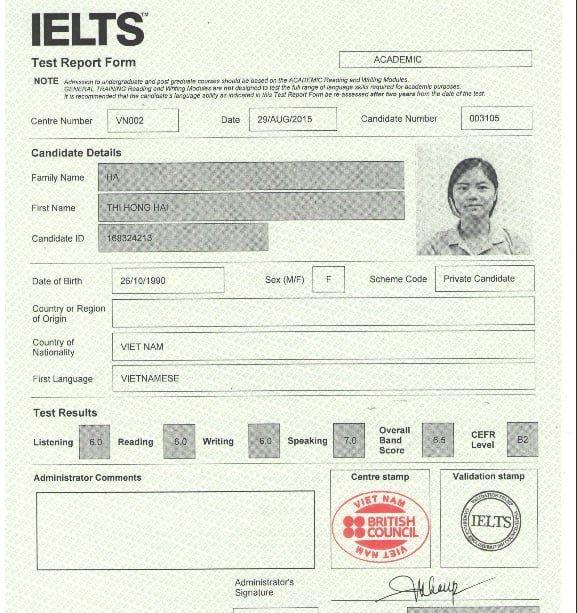 IELTS™
Test Report Form
ACADEMIC
NOTE Admission to undergraduate and post graduate courses should be based on the ACADEMIC Reading and Writing Modules.
GENERAL TRAINING Reading and Writing Modules are not designed to test the full range of language skills required for academic purposes.
It is recommended that the candidate's language ability as indicated in this Test Report Form be re-assessed after two years from the date of the test.
Centre Number VN002 Date 29/AUG/2015 Candidate Number 003105
Candidate Details
Family Name HA
First Name THI HONG HAI
Candidate ID 168324213
Date of Birth 26/10/1990 Sex (M/F) F Scheme Code Private Candidate
Country or Region
of Origin
Country of
Nationality VIET NAM
First Language VIETNAMESE
Test Results
Listening 6.0 Reading 6.0 Writing 6.0 Speaking 7.0 Overall Band Score 6.5 CEFR Level B2
Administrator Comments
Centre stamp
Validation stamp
VIET NAM
BRITISH
COUNCIL
VIET NAM
IELTS
Administrator's
Signature